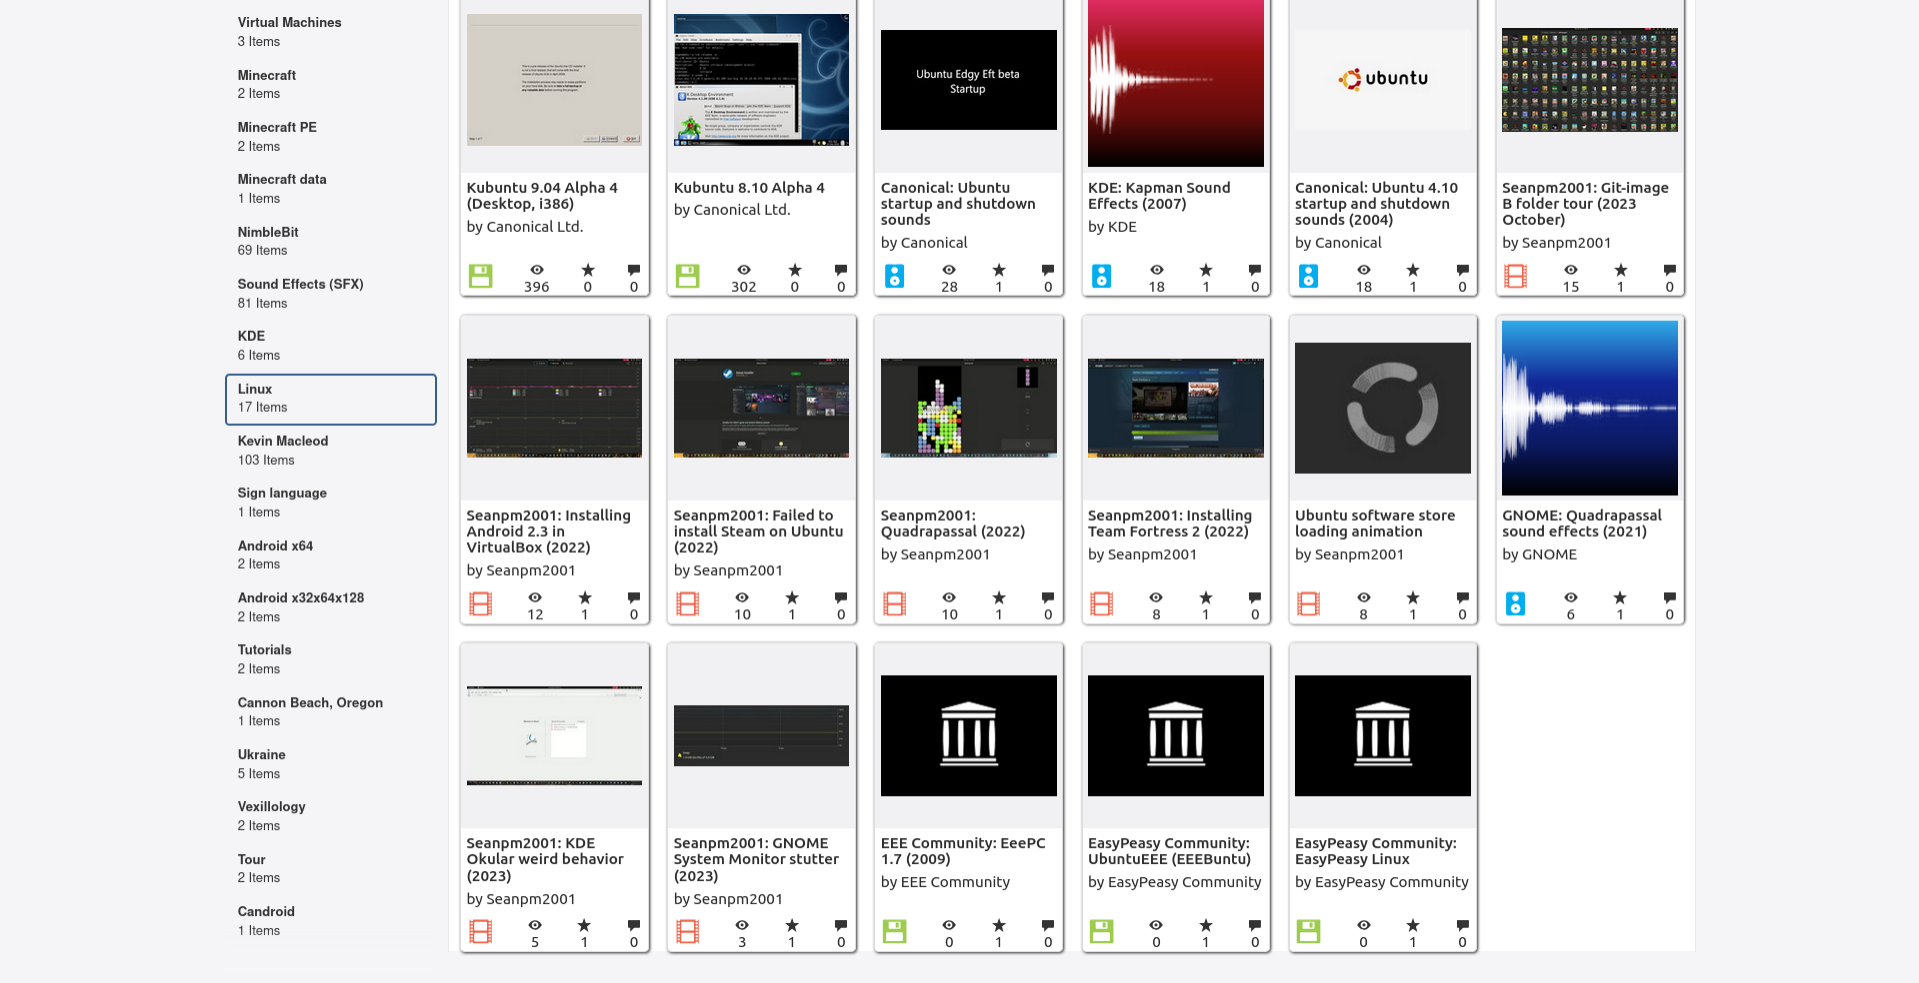 Virtual Machines
3 Items
Minecraft
2 Items
Minecraft PE
2 Items
Minecraft data
1 Items
NimbleBit
69 Items
Sound Effects (SFX)
81 Items
KDE
6 Items
Linux
17 Items
Kevin Macleod
103 Items
Sign language
1 Items
Android x64
2 Items
Android x32x64x128
2 Items
Tutorials
2 Items
Cannon Beach, Oregon
1 Items
Ukraine
5 Items
Vexillology
2 Items
Tour
2 Items
Candroid
1 Items
Kubuntu 9.04 Alpha 4
(Desktop, i386)
by Canonical Ltd.
396 0 0
Kubuntu 8.10 Alpha 4
by Canonical Ltd.
302 0 0
Ubuntu Edgy Eft beta
Startup
Canonical: Ubuntu
startup and shutdown
sounds
by Canonical
28 1 0
KDE: Kapman Sound
Effects (2007)
by KDE
18 1 0
ubuntu
Canonical: Ubuntu 4.10
startup and shutdown
sounds (2004)
by Canonical
18 1 0
Seanpm2001: Git-image
B folder tour (2023
October)
by Seanpm2001
15 1 0
Seanpm2001: Installing
Android 2.3 in
VirtualBox (2022)
by Seanpm2001
12 1 0
Seanpm2001: Failed to
install Steam on Ubuntu
(2022)
by Seanpm2001
10 1 0
Seanpm2001:
Quadrapassal (2022)
by Seanpm2001
10 1 0
Seanpm2001: Installing
Team Fortress 2 (2022)
by Seanpm2001
8 1 0
Ubuntu software store
loading animation
by Seanpm2001
8 1 0
GNOME: Quadrapassal
sound effects (2021)
by GNOME
6 1 0
Seanpm2001: KDE
Okular weird behavior
(2023)
by Seanpm2001
5 1 0
Seanpm2001: GNOME
System Monitor stutter
(2023)
by Seanpm2001
3 1 0
EEE Community: EeePC
1.7 (2009)
by EEE Community
0 1 0
EasyPeasy Community:
UbuntuEEE (EEEBuntu)
by EasyPeasy Community
0 1 0
EasyPeasy Community:
EasyPeasy Linux
by EasyPeasy Community
0 1 0